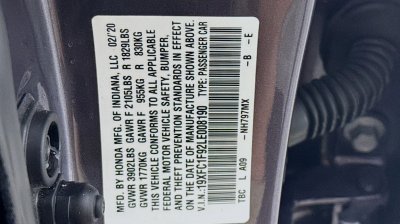 MFG. BY HONDA MFG. OF INDIANA, LLC 02/20
GVWR 3902LBS GAWR F 2105LBS R 1829LBS
GVWR 1770KG GAWR F 955KG R 830KG
THIS VEHICLE CONFORMS TO ALL APPLICABLE
FEDERAL MOTOR VEHICLE SAFETY, BUMPER,
AND THEFT PREVENTION STANDARDS IN
EFFECT ON THE DATE OF MANUFACTURE SHOWN ABOVE.
V.I.N.: 19XFC1F92LE008190 TYPE: PASSENGER CAR
TBC L A09 -NH797MX -B -E